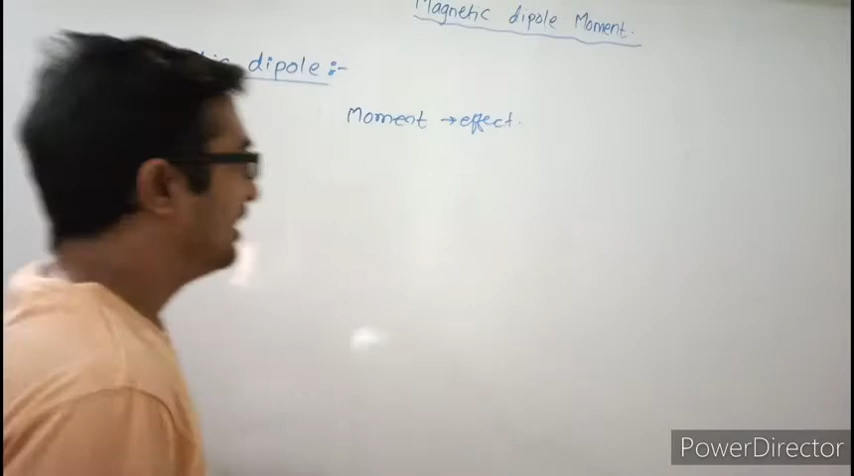 Magnetic dipole Moment.
dipole :-
Moment → effect.
PowerDirector